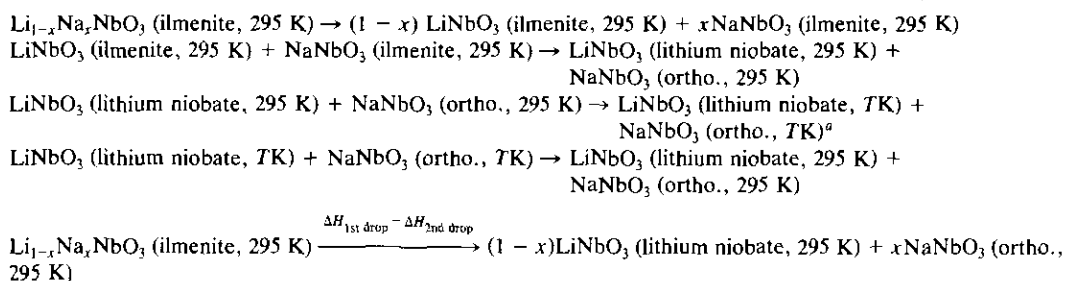 Li₁₋ₓNaₓNbO₃ (ilmenite, 295 K) → (1 − x) LiNbO₃ (ilmenite, 295 K) + xNaNbO₃ (ilmenite, 295 K)
LiNbO₃ (ilmenite, 295 K) + NaNbO₃ (ilmenite, 295 K) → LiNbO₃ (lithium niobate, 295 K) +
NaNbO₃ (ortho., 295 K)
LiNbO₃ (lithium niobate, 295 K) + NaNbO₃ (ortho., 295 K) → LiNbO₃ (lithium niobate, TK) +
NaNbO₃ (ortho., TK)ᵃ
LiNbO₃ (lithium niobate, TK) + NaNbO₃ (ortho., TK) → LiNbO₃ (lithium niobate, 295 K) +
NaNbO₃ (ortho., 295 K)
Li₁₋ₓNaₓNbO₃ (ilmenite, 295 K) ΔH1st drop − ΔH2nd drop → (1 − x)LiNbO₃ (lithium niobate, 295 K) + xNaNbO₃ (ortho.,
295 K)